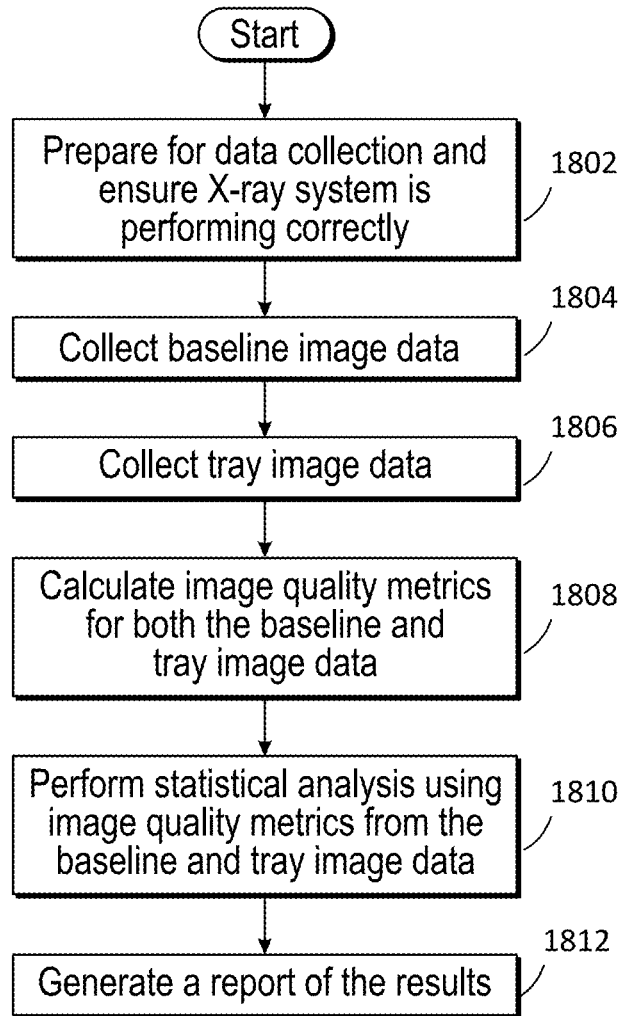 Start
Prepare for data collection and
ensure X-ray system is
performing correctly
1802
Collect baseline image data
1804
Collect tray image data
1806
Calculate image quality metrics
for both the baseline and
tray image data
1808
Perform statistical analysis using
image quality metrics from the
baseline and tray image data
1810
Generate a report of the results
1812